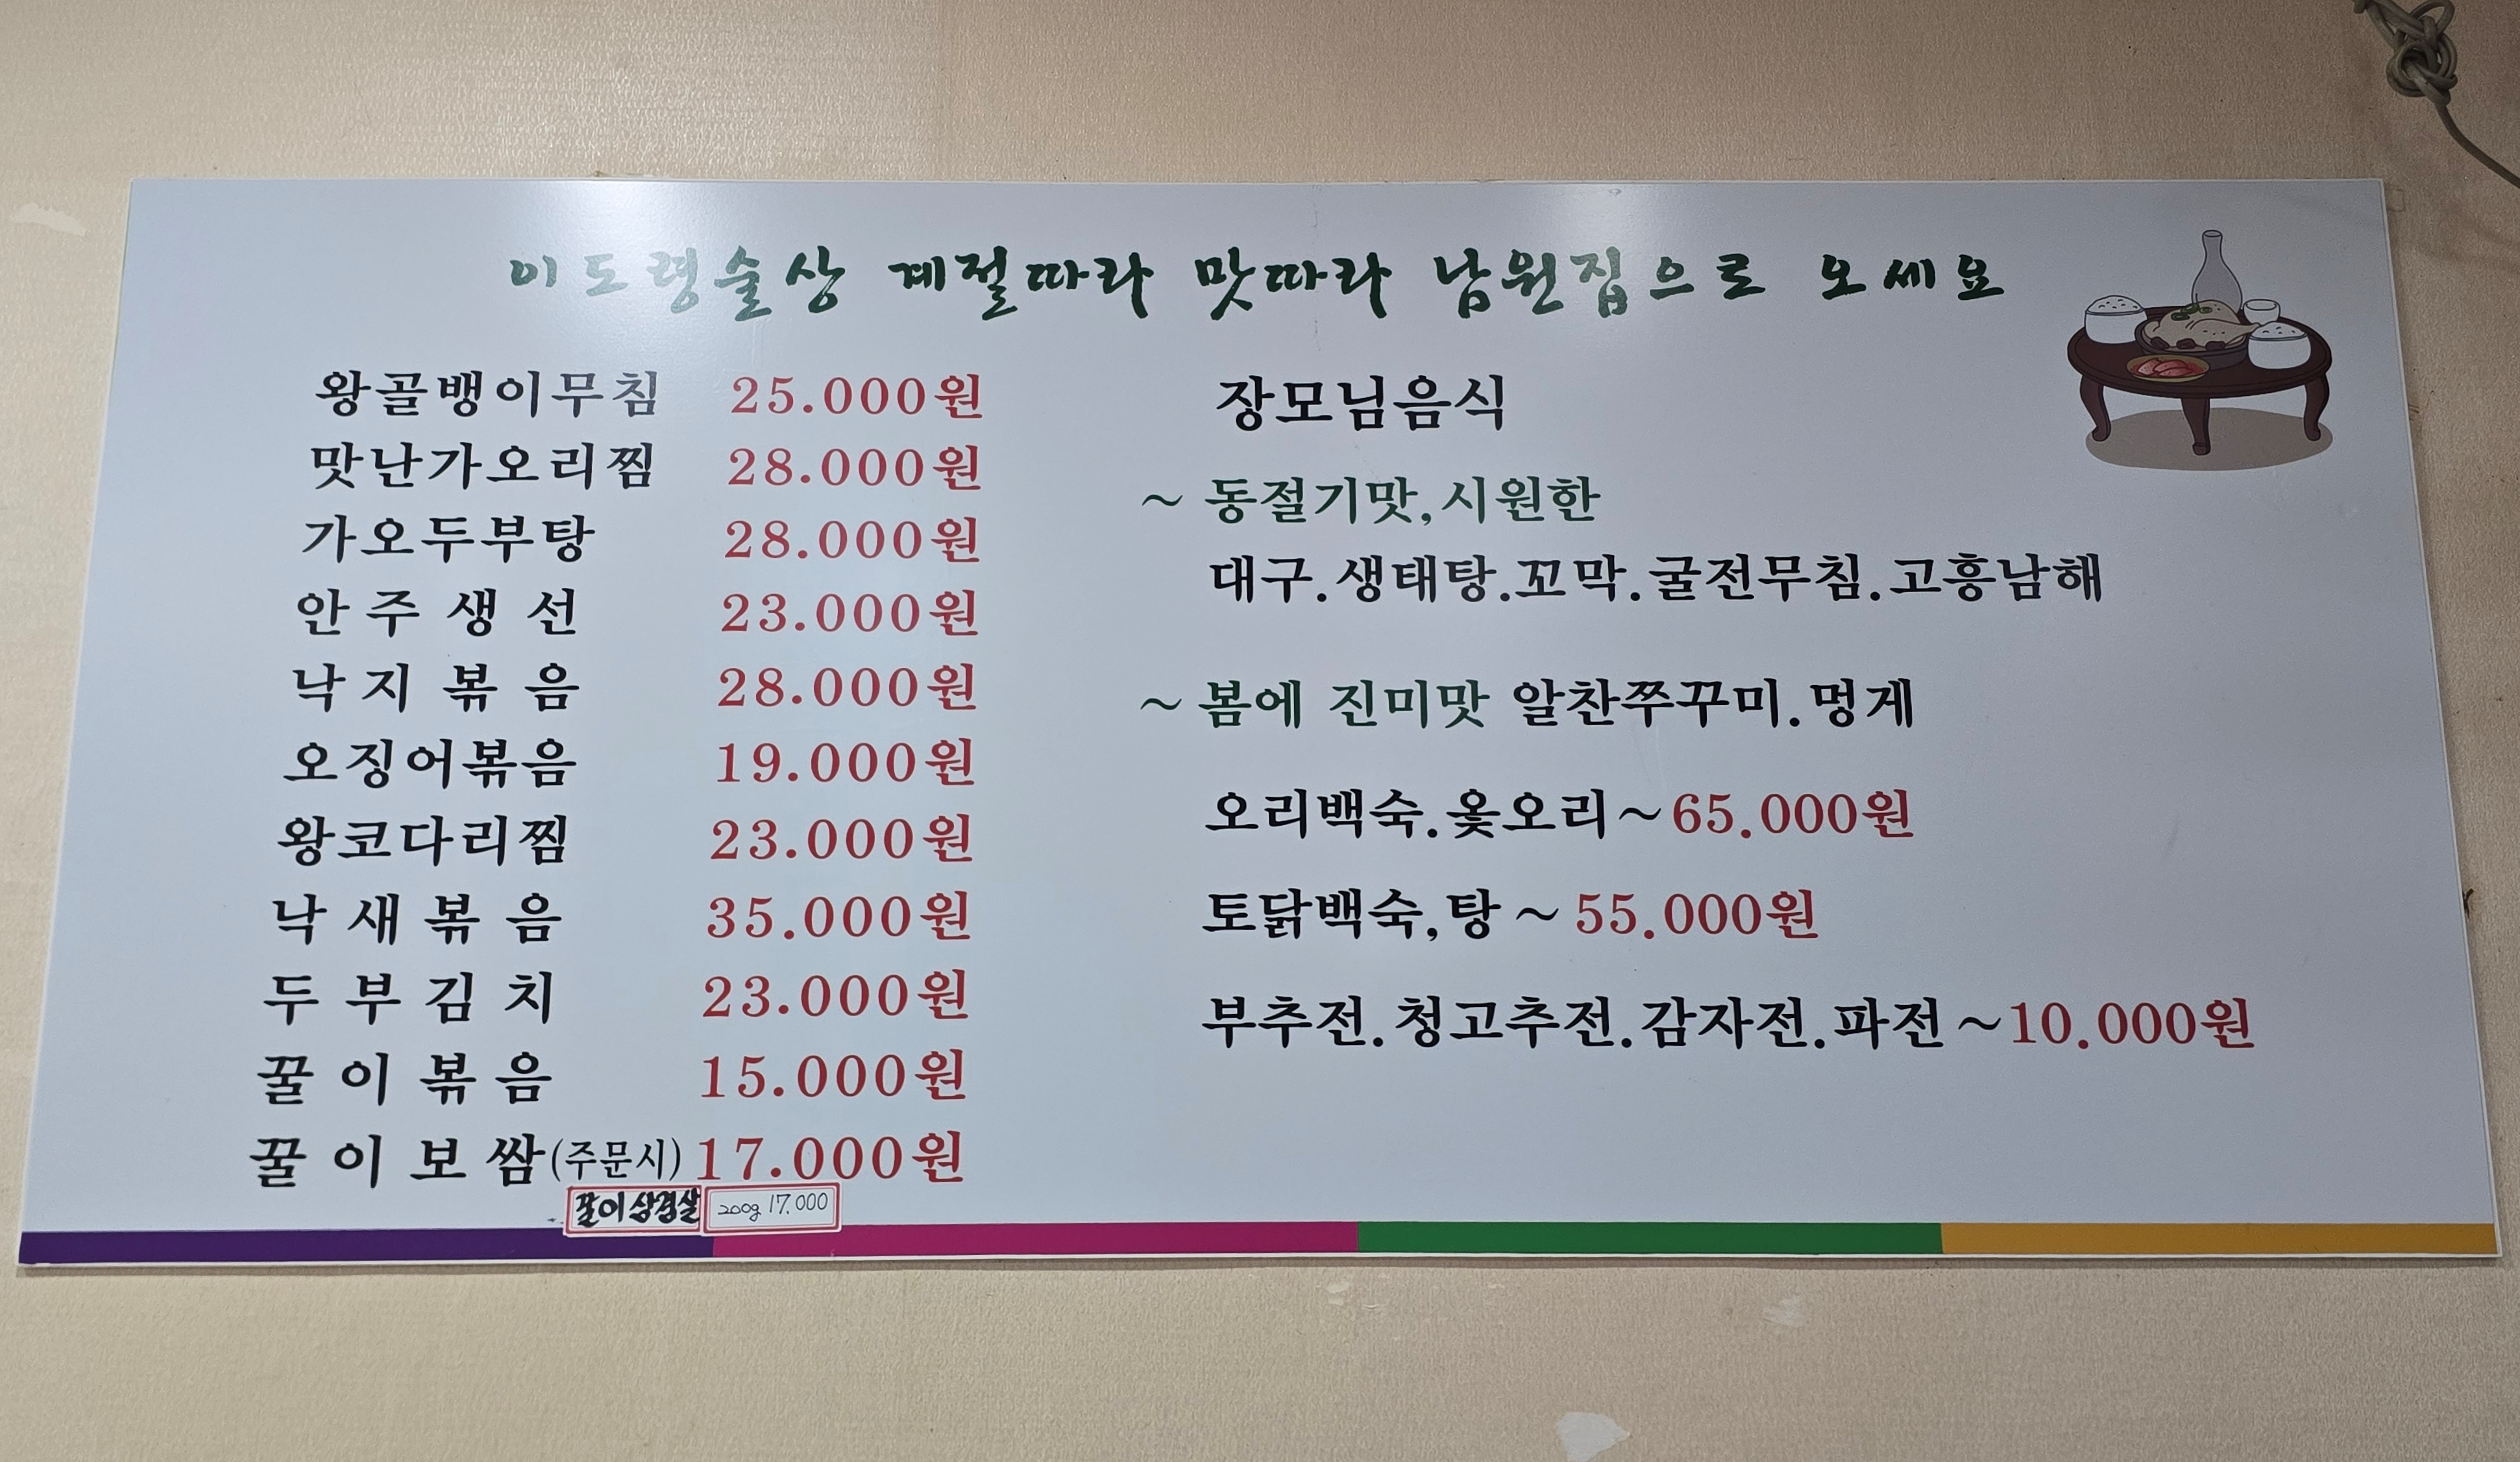 이도령술상 계절따라 맛따라 남원집으로 오세요
왕골뱅이무침 25.000원
맛난가오리찜 28.000원
가오두부탕 28.000원
안주생선 23.000원
낙지볶음 28.000원
오징어볶음 19.000원
왕코다리찜 23.000원
낙새볶음 35.000원
두부김치 23.000원
꿀이볶음 15.000원
꿀이보쌈(주문시) 17.000원
꿀이삼겹살 200g 17.000
장모님음식
~ 동절기맛,시원한
대구.생태탕.꼬막.굴전무침.고흥남해
~ 봄에 진미맛 알찬쭈꾸미.멍게
오리백숙.옻오리~65.000원
토닭백숙,탕~55.000원
부추전.청고추전.감자전.파전~10.000원